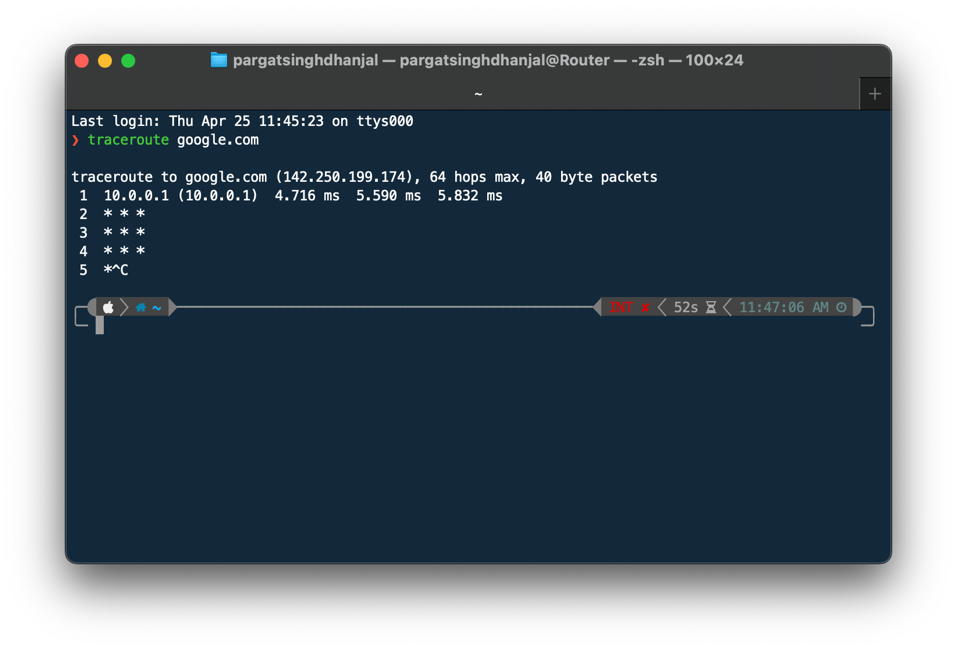 pargatsinghdhanjal — pargatsinghdhanjal@Router — -zsh — 100×24
~
+
Last login: Thu Apr 25 11:45:23 on ttys000
❯ traceroute google.com
traceroute to google.com (142.250.199.174), 64 hops max, 40 byte packets
1 10.0.0.1 (10.0.0.1) 4.716 ms 5.590 ms 5.832 ms
2 * * *
3 * * *
4 * * *
5 *^C
~ INT ✘ 52s 11:47:06 AM